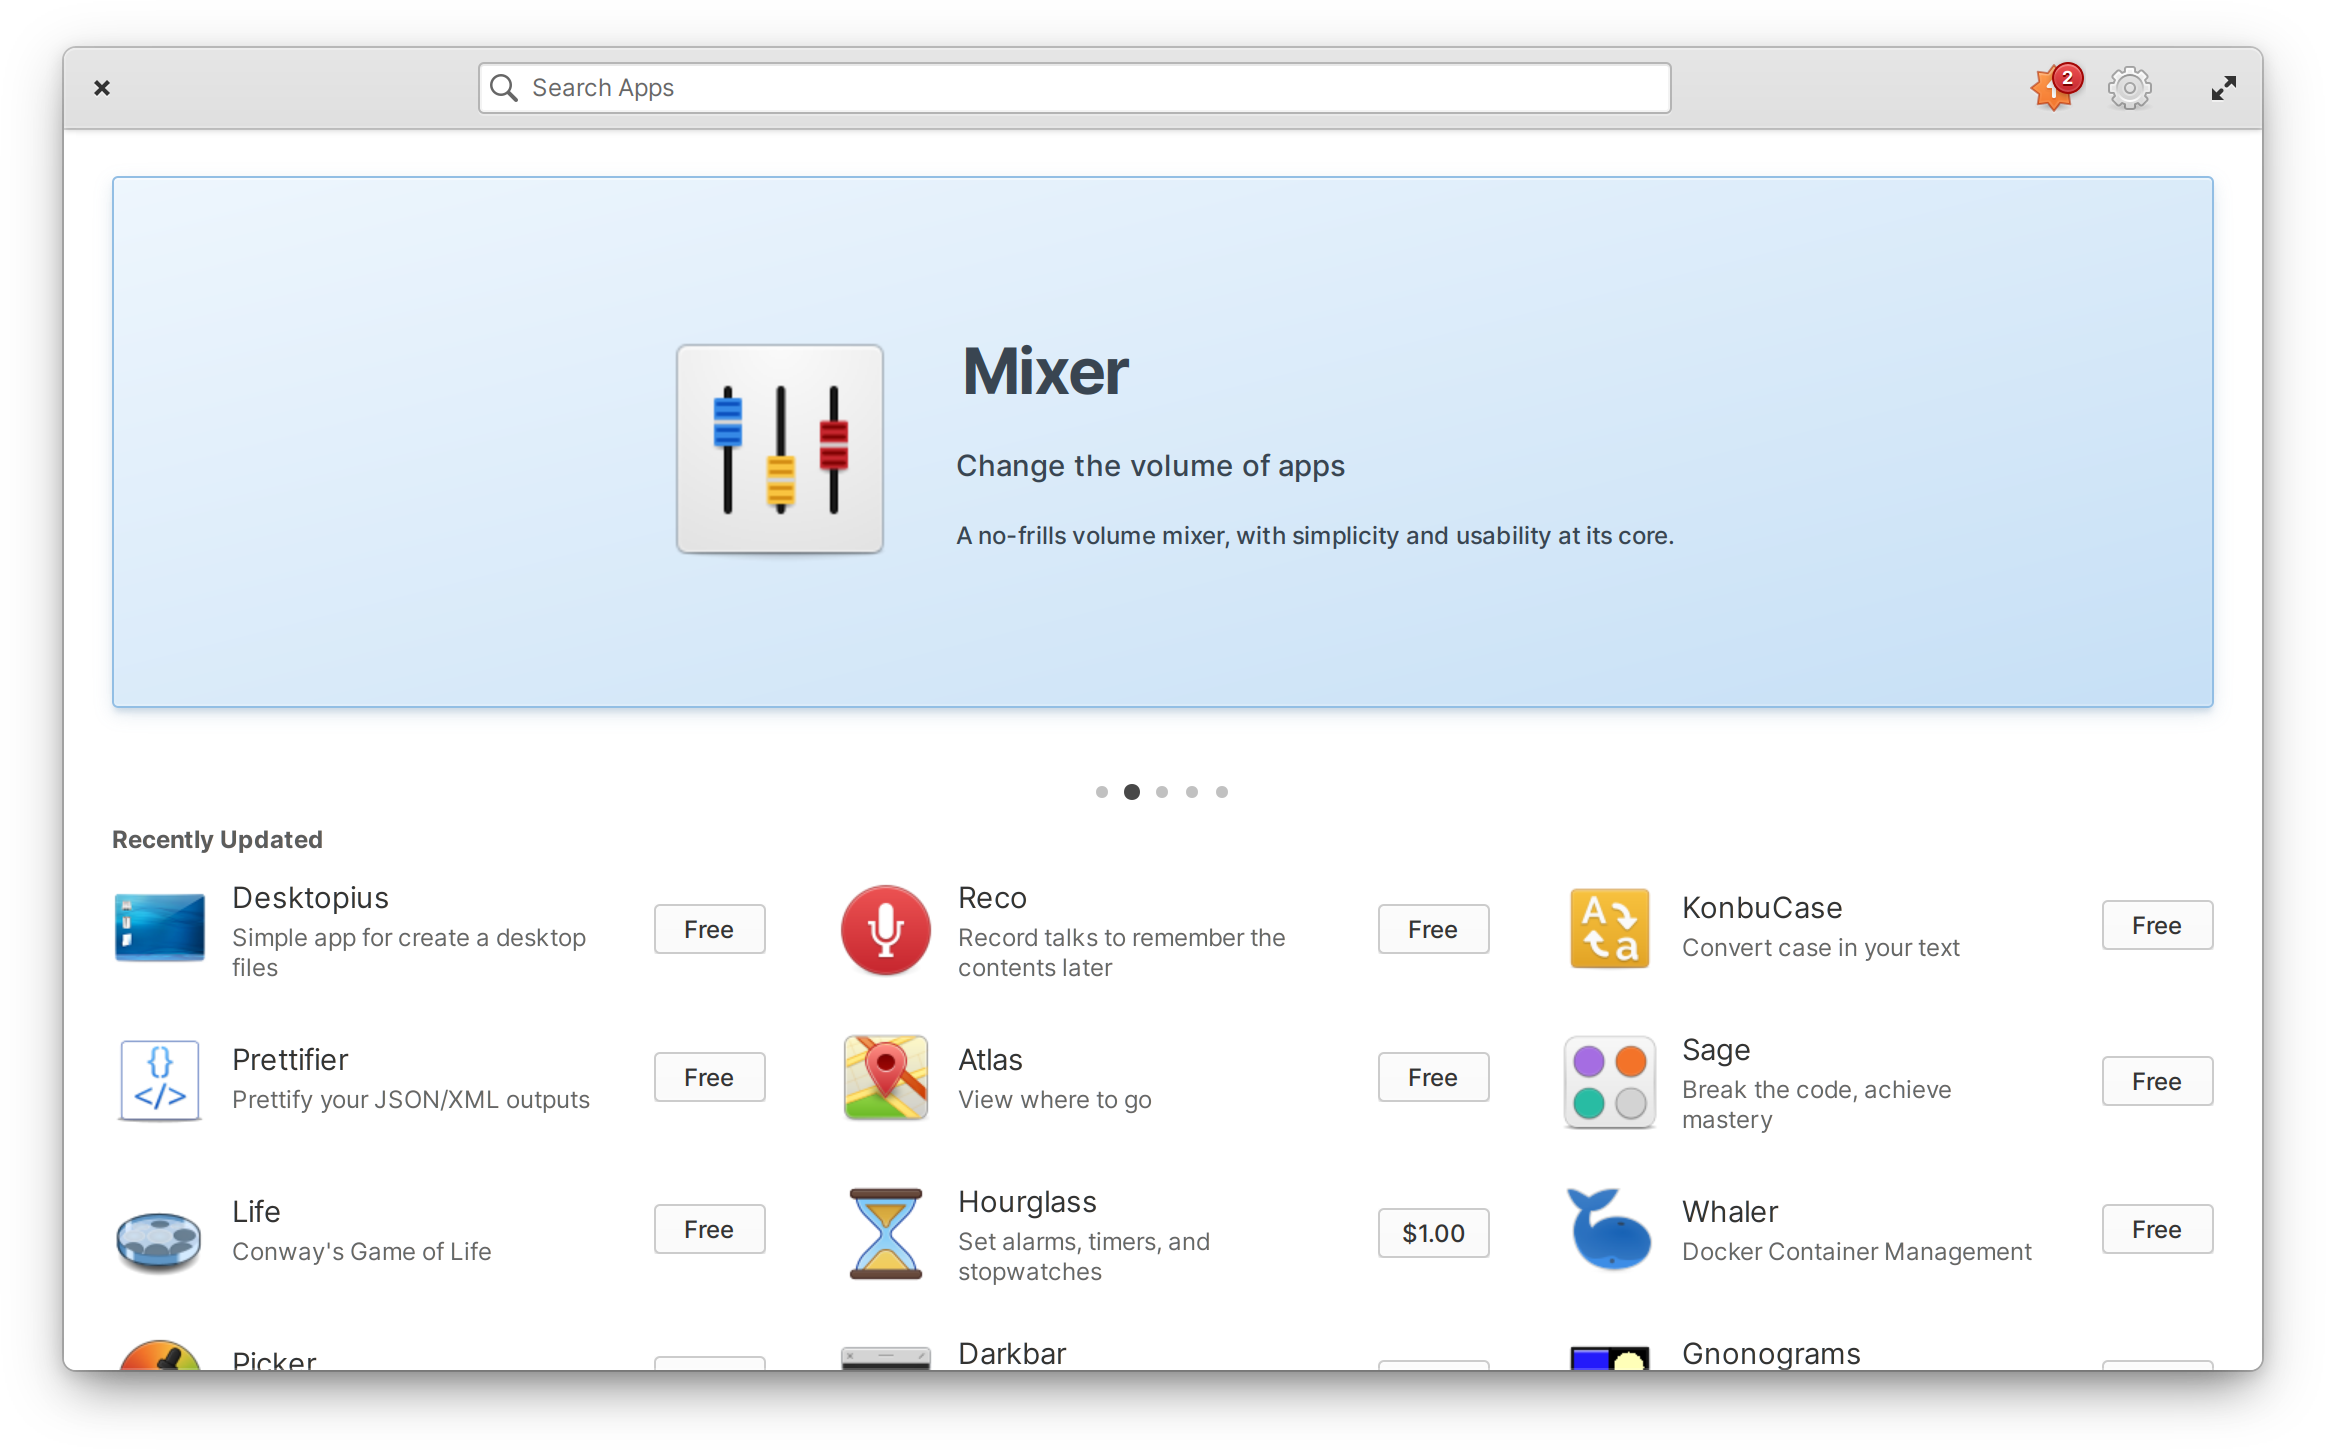 Search Apps
2
Mixer
Change the volume of apps
A no-frills volume mixer, with simplicity and usability at its core.
Recently Updated
Desktopius
Simple app for create a desktop
files
Free
Reco
Record talks to remember the
contents later
Free
KonbuCase
Convert case in your text
Free
Prettifier
Prettify your JSON/XML outputs
Free
Atlas
View where to go
Free
Sage
Break the code, achieve
mastery
Free
Life
Conway's Game of Life
Free
Hourglass
Set alarms, timers, and
stopwatches
$1.00
Whaler
Docker Container Management
Free
Picker
Darkbar
Gnonograms